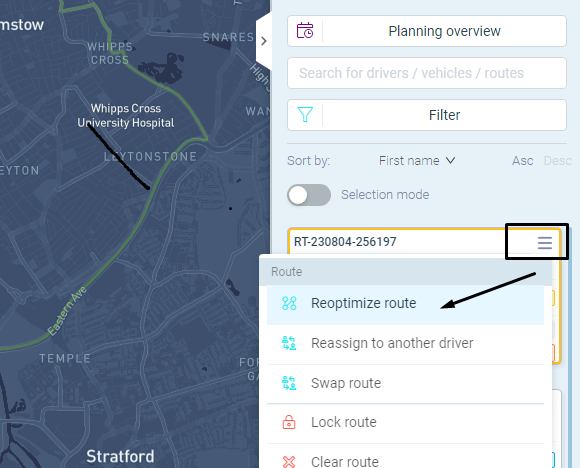 mstow
WHIPPS
CROSS
SNARES
High
Whipps Cross
University Hospital
WAN
LEYTONSTONE
EYTON
Eastern Ave
TEMPLE
FO
GA
Stratford
Planning overview
Search for drivers / vehicles / routes
Filter
Sort by:
First name
Asc
Desc
Selection mode
RT-230804-256197
Route
Reoptimize route
Reassign to another driver
Swap route
Lock route
Clear route